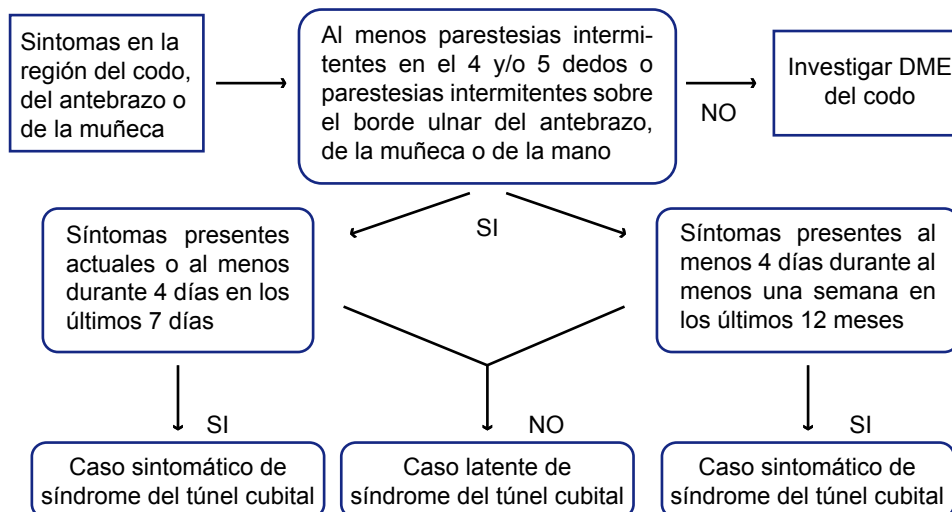 Sintomas en la
región del codo,
del antebrazo o
de la muñeca
Al menos parestesias intermi-
tentes en el 4 y/o 5 dedos o
parestesias intermitentes sobre
el borde ulnar del antebrazo,
de la muñeca o de la mano
NO
Investigar DME
del codo
SI
Síntomas presentes
actuales o al menos
durante 4 días en los
últimos 7 días
Síntomas presentes al
menos 4 días durante al
menos una semana en
los últimos 12 meses
SI
NO
SI
Caso sintomático de
síndrome del túnel cubital
Caso latente de
síndrome del túnel cubital
Caso sintomático de
síndrome del túnel cubital